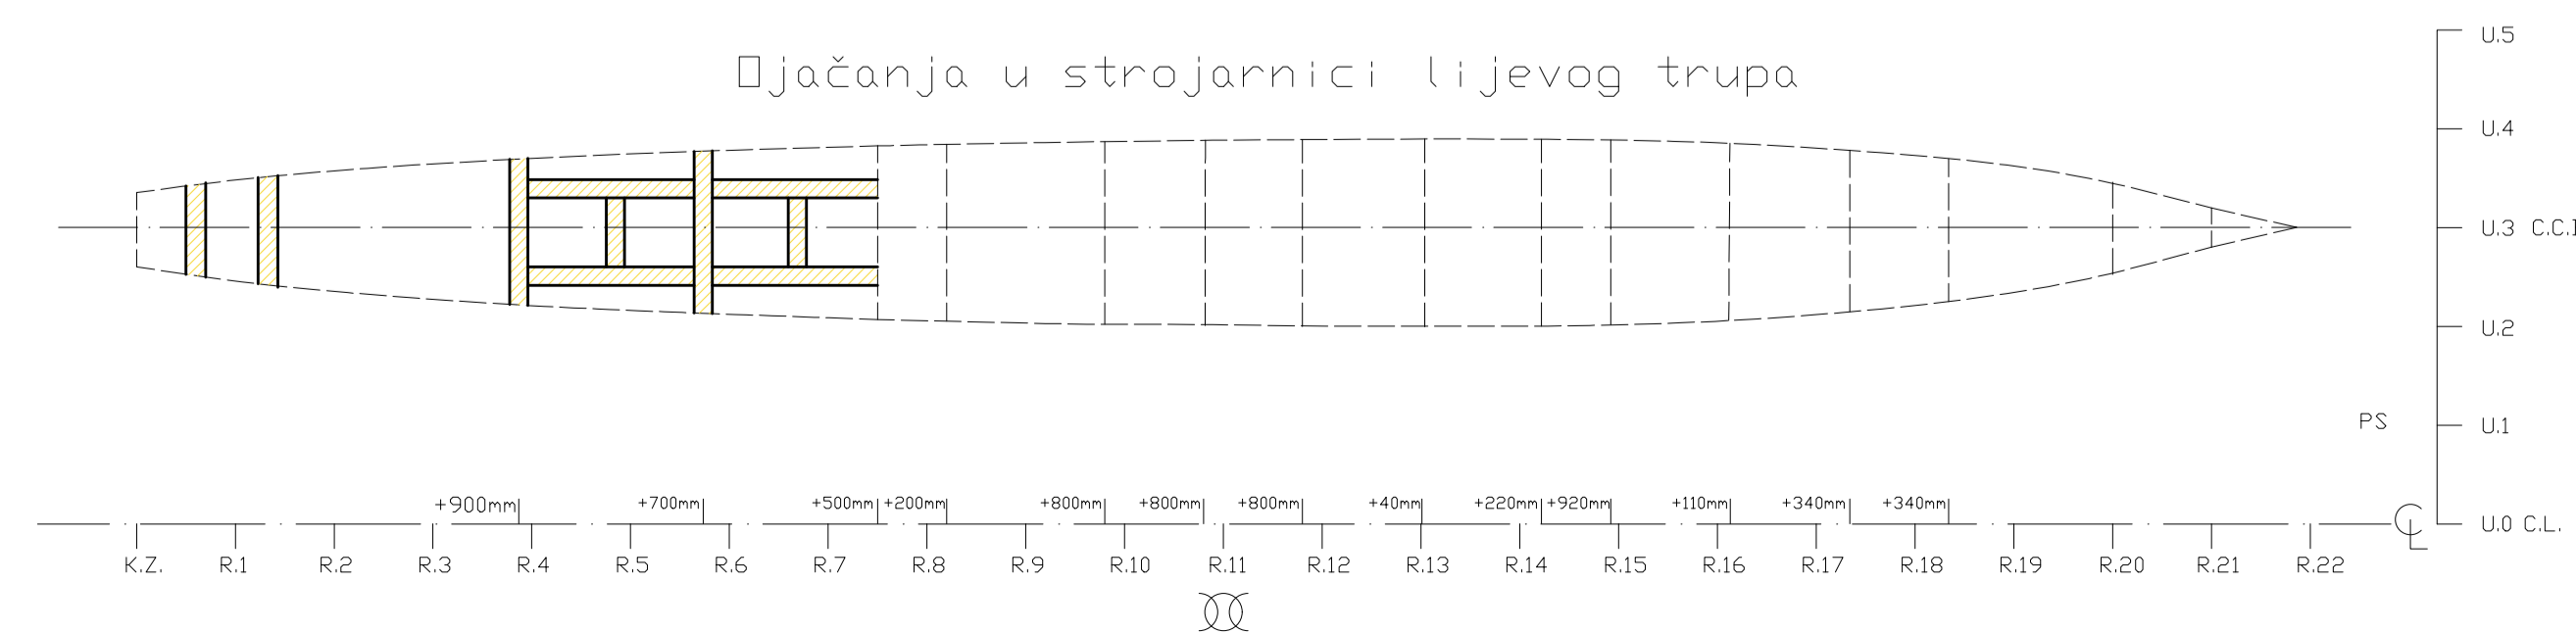 ▯jačanja u strojarnici lijevog trupa
U.5
U.4
U.3 C.C.
U.2
U.1
PS
U.0 C.L.
+900mm +700mm +500mm +200mm +800mm +800mm +800mm +40mm +220mm +920mm +110mm +340mm +340mm
K.Z. R.1 R.2 R.3 R.4 R.5 R.6 R.7 R.8 R.9 R.10 R.11 R.12 R.13 R.14 R.15 R.16 R.17 R.18 R.19 R.20 R.21 R.22